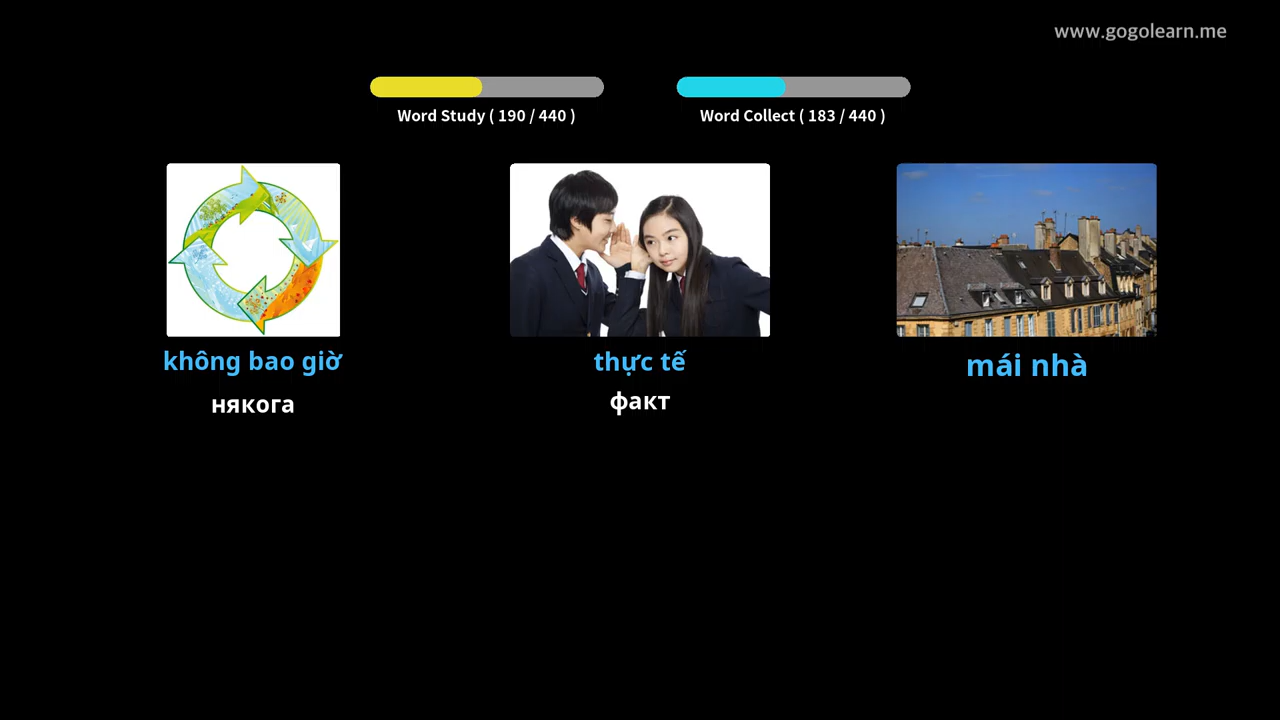 www.gogolearn.me
Word Study ( 190 / 440 )
Word Collect ( 183 / 440 )
không bao giờ
thực tế
mái nhà
някога
факт